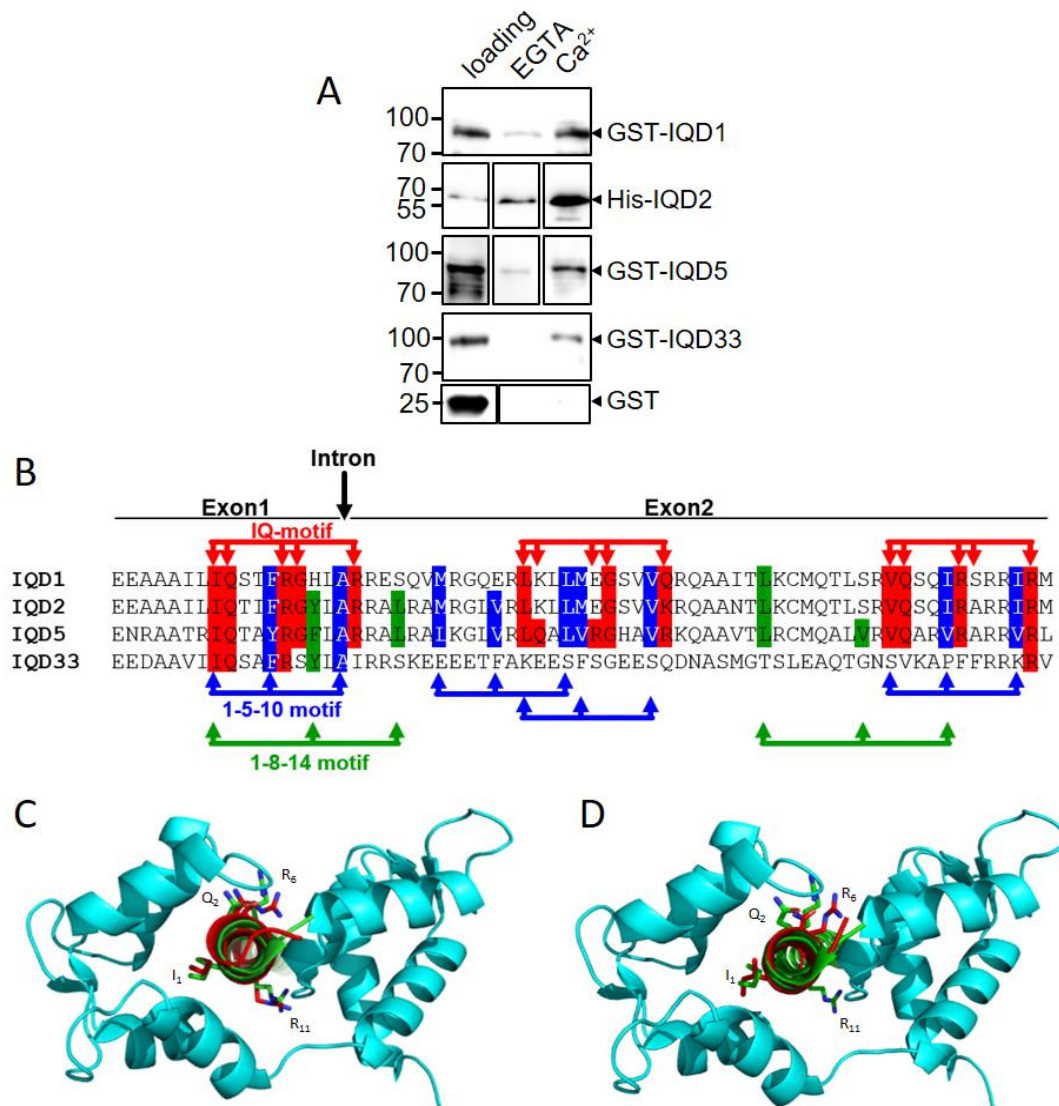 loading
EGTA
Ca²⁺
A
100
70
GST-IQD1
70
55
His-IQD2
100
70
GST-IQD5
100
70
GST-IQD33
25
GST
B
Intron
Exon1 Exon2
IQ-motif
IQD1 EEAAAILIQSTFRGHLARRESQVMRGQERLKLLMEGSVVQRQAAITLKCMQTLSRVQSQIRSRRIRM
IQD2 EEAAAILIQTIFRGYLARRALRAMRGLVRLKLLMEGSVVKRQAANTLKCMQTLSRVQSQIRARRIRM
IQD5 ENRAATRIQTAYRGFLARRALRALKGLVRLQALVRGHAVRKQAAVTLRCMQALVRVQARVRARRVRL
IQD33 EEDAAVIIQSAFRSYLAIRRSKEEEETFAKEESFSGEESQDNASMGTSLEAQTGNSVKAPFFRRKRV
1-5-10 motif
1-8-14 motif
C
Q₂
R₆
I₁
R₁₁
D
Q₂
R₆
I₁
R₁₁